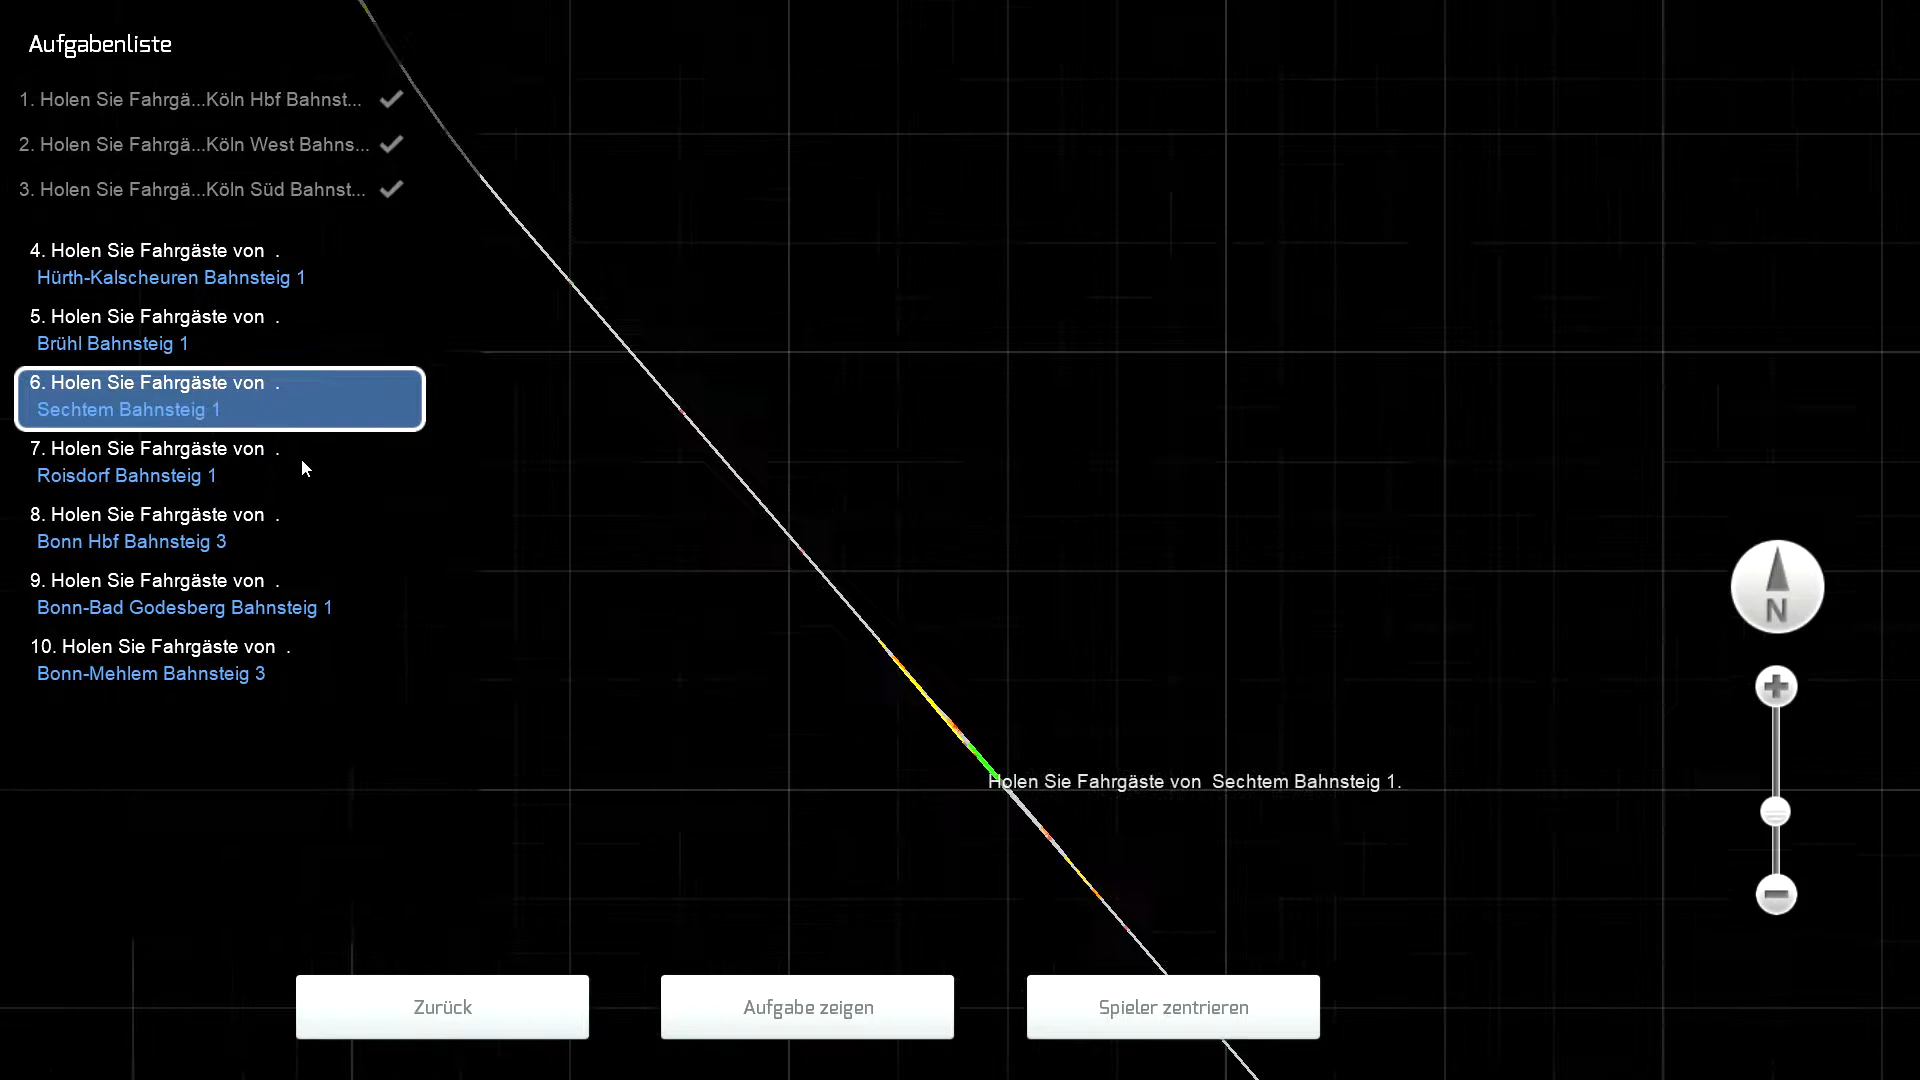 Aufgabenliste
1. Holen Sie Fahrgä...Köln Hbf Bahnst...
2. Holen Sie Fahrgä...Köln West Bahns...
3. Holen Sie Fahrgä...Köln Süd Bahnst...
4. Holen Sie Fahrgäste von  .
Hürth-Kalscheuren Bahnsteig 1
5. Holen Sie Fahrgäste von  .
Brühl Bahnsteig 1
6. Holen Sie Fahrgäste von  .
Sechtem Bahnsteig 1
7. Holen Sie Fahrgäste von  .
Roisdorf Bahnsteig 1
8. Holen Sie Fahrgäste von  .
Bonn Hbf Bahnsteig 3
9. Holen Sie Fahrgäste von  .
Bonn-Bad Godesberg Bahnsteig 1
10. Holen Sie Fahrgäste von  .
Bonn-Mehlem Bahnsteig 3
Holen Sie Fahrgäste von  Sechtem Bahnsteig 1.
N
Zurück
Aufgabe zeigen
Spieler zentrieren